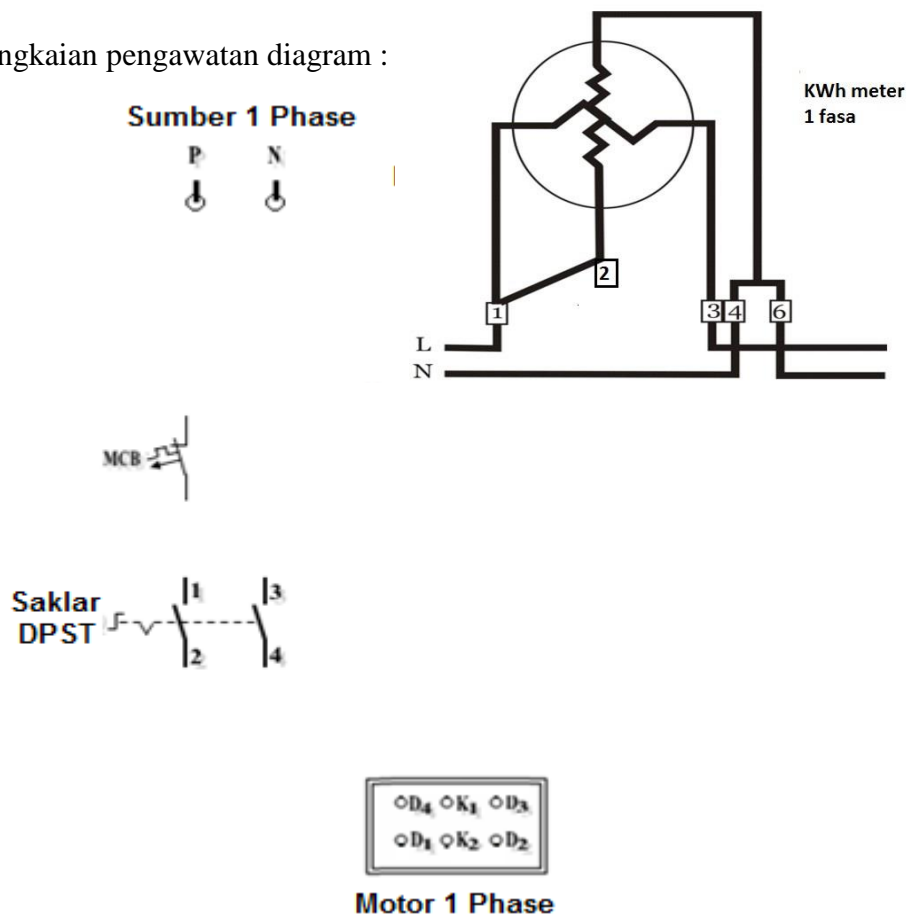 ngkaian pengawatan diagram :
Sumber 1 Phase
P N
KWh meter
1 fasa
2
1 3 4 6
L
N
MCB
Saklar
DPST
1 3
2 4
D4 K1 D3
D1 K2 D2
Motor 1 Phase